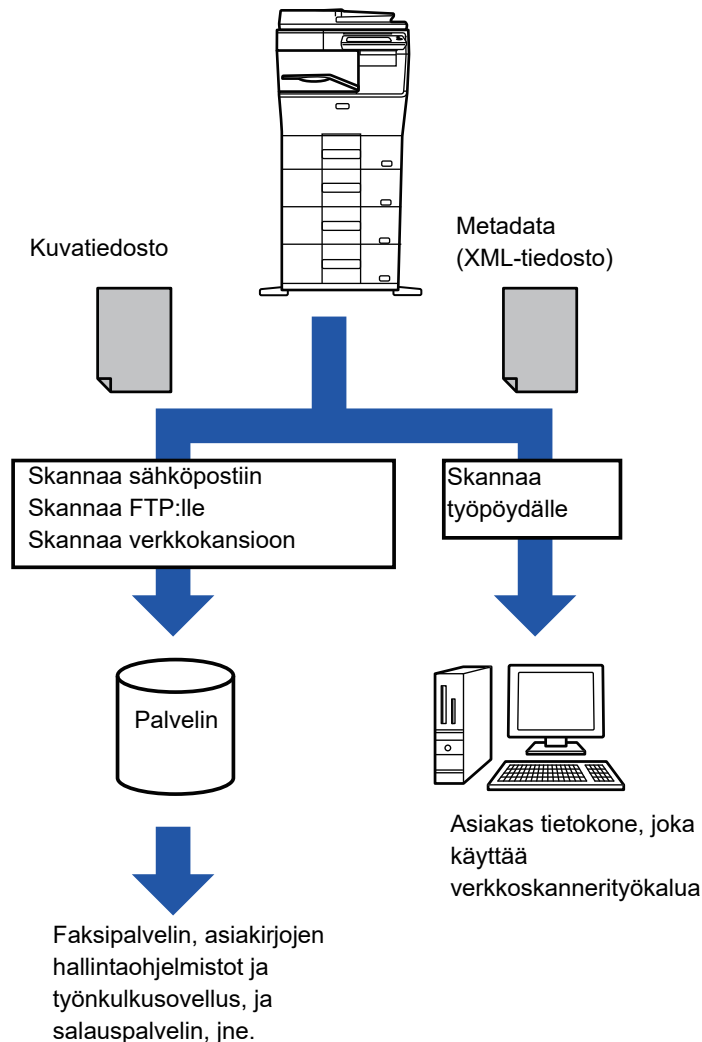 Kuvatiedosto
Metadata
(XML-tiedosto)
Skannaa sähköpostiin
Skannaa FTP:lle
Skannaa verkkokansioon
Skannaa
työpöydälle
Palvelin
Asiakas tietokone, joka
käyttää
verkkoskannerityökalua
Faksipalvelin, asiakirjojen
hallintaohjelmistot ja
työnkulkusovellus, ja
salauspalvelin, jne.